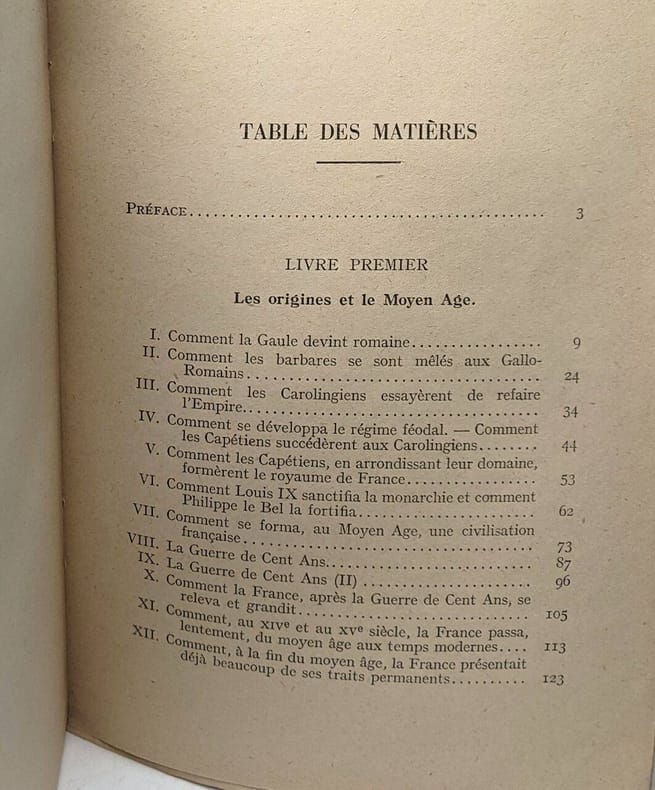 TABLE DES MATIÈRES
PRÉFACE........................................ 3
LIVRE PREMIER
Les origines et le Moyen Age.
I. Comment la Gaule devint romaine................. 9
II. Comment les barbares se sont mêlés aux Gallo-
Romains................................... 24
III. Comment les Carolingiens essayèrent de refaire
l'Empire................................... 34
IV. Comment se développa le régime féodal. — Comment
les Capétiens succédèrent aux Carolingiens........ 44
V. Comment les Capétiens, en arrondissant leur domaine,
formèrent le royaume de France................. 53
VI. Comment Louis IX sanctifia la monarchie et comment
Philippe le Bel la fortifia....................... 62
VII. Comment se forma, au Moyen Age, une civilisation
française..................................... 73
VIII. La Guerre de Cent Ans.......................... 87
IX. La Guerre de Cent Ans (II) ...................... 96
X. Comment la France, après la Guerre de Cent Ans, se
releva et grandit.............................. 105
XI. Comment, au XIVe et au XVe siècle, la France passa,
lentement, du moyen âge aux temps modernes.... 113
XII. Comment, à la fin du moyen âge, la France présentait
déjà beaucoup de ses traits permanents.......... 123